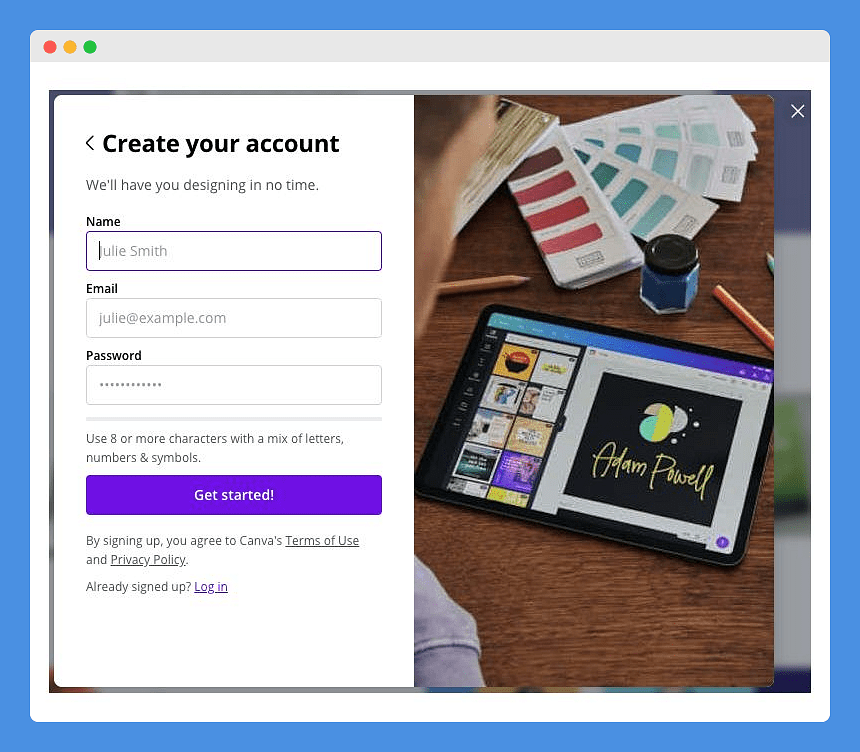 Create your account
We'll have you designing in no time.
Name
Julie Smith
Email
julie@example.com
Password
••••••••••••
Use 8 or more characters with a mix of letters,
numbers & symbols.
Get started!
By signing up, you agree to Canva's Terms of Use
and Privacy Policy.
Already signed up? Log in
Adam Powell